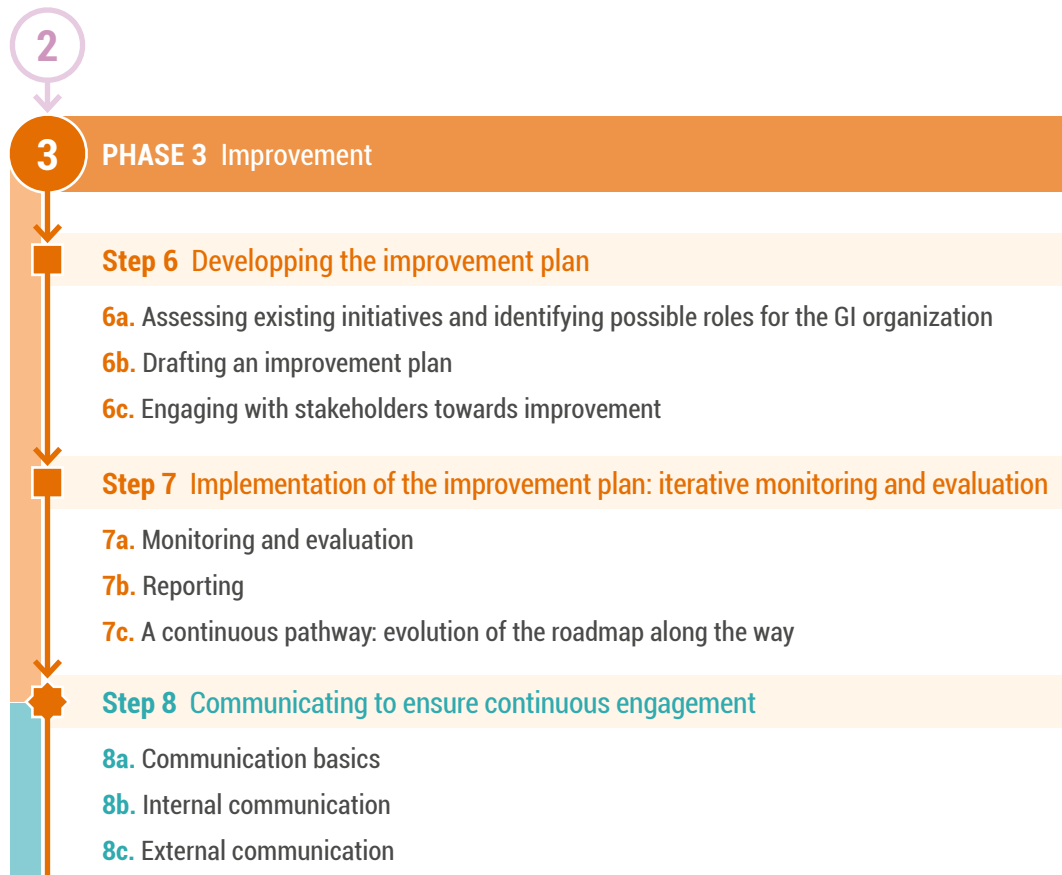 2
3 PHASE 3 Improvement
Step 6 Developping the improvement plan
6a. Assessing existing initiatives and identifying possible roles for the GI organization
6b. Drafting an improvement plan
6c. Engaging with stakeholders towards improvement
Step 7 Implementation of the improvement plan: iterative monitoring and evaluation
7a. Monitoring and evaluation
7b. Reporting
7c. A continuous pathway: evolution of the roadmap along the way
Step 8 Communicating to ensure continuous engagement
8a. Communication basics
8b. Internal communication
8c. External communication